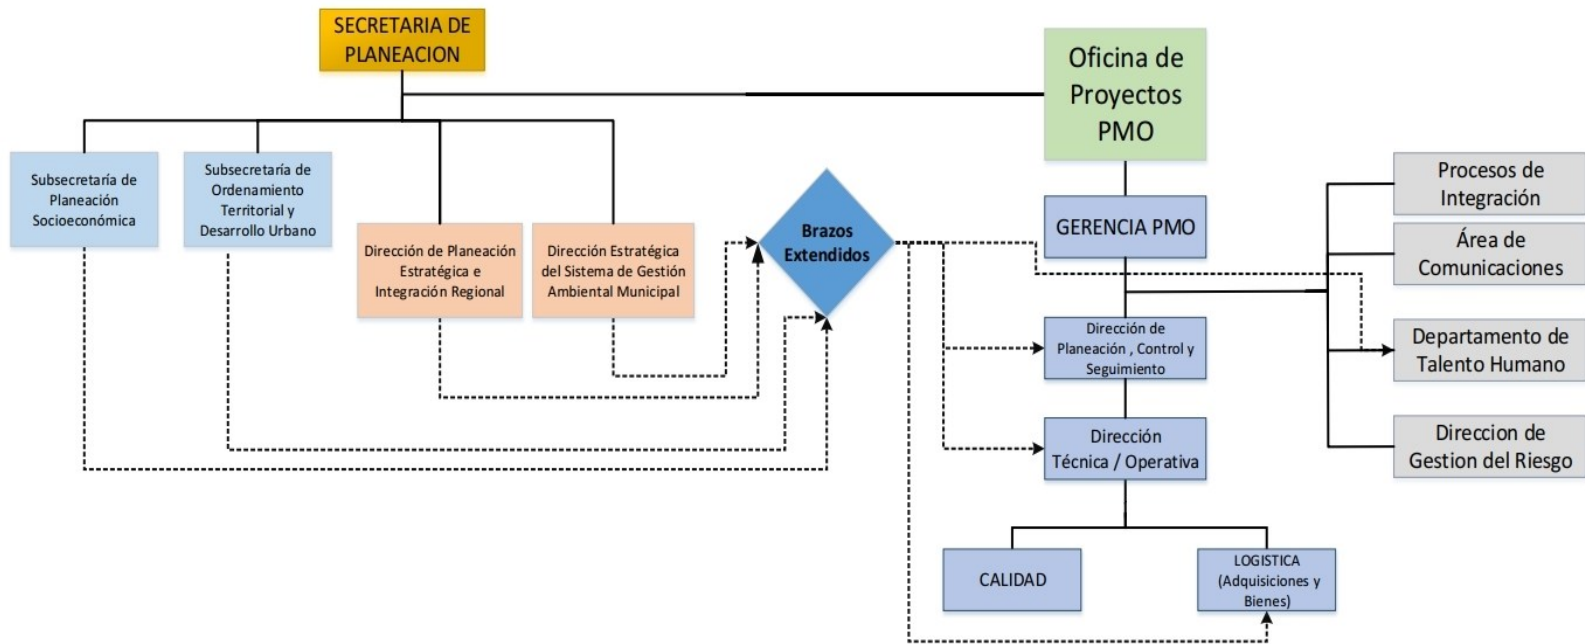 SECRETARIA DE
PLANEACION
Oficina de
Proyectos
PMO
Subsecretaría de
Planeación
Socioeconómica
Subsecretaría de
Ordenamiento
Territorial y
Desarrollo Urbano
Dirección de Planeación
Estratégica e
Integración Regional
Dirección Estratégica
del Sistema de Gestión
Ambiental Municipal
Brazos
Extendidos
GERENCIA PMO
Procesos de
Integración
Área de
Comunicaciones
Departamento de
Talento Humano
Direccion de
Gestion del Riesgo
Dirección de
Planeación , Control y
Seguimiento
Dirección
Técnica / Operativa
CALIDAD
LOGISTICA
(Adquisiciones y
Bienes)